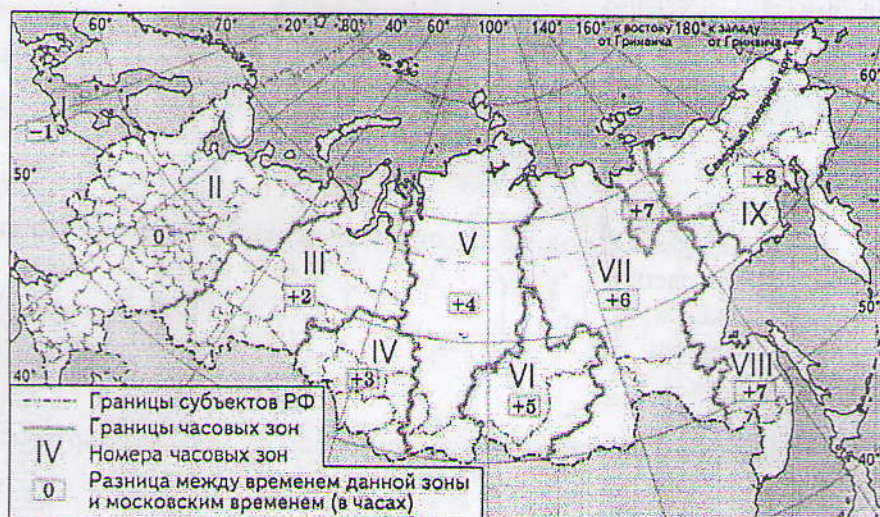 60° 70° 20° 40° 60° 100° 140° 160° к востоку 180° к западу
от Гринвича от Гринвича
60°
Северный полярный круг
I
-1
50°
II
0
III
+2
IV
+3
V
+4
VI
+5
VII
+6
+7
+8
IX
VIII
+7
50°
40°
40°
Границы субъектов РФ
Границы часовых зон
IV Номера часовых зон
0 Разница между временем данной зоны
и московским временем (в часах)